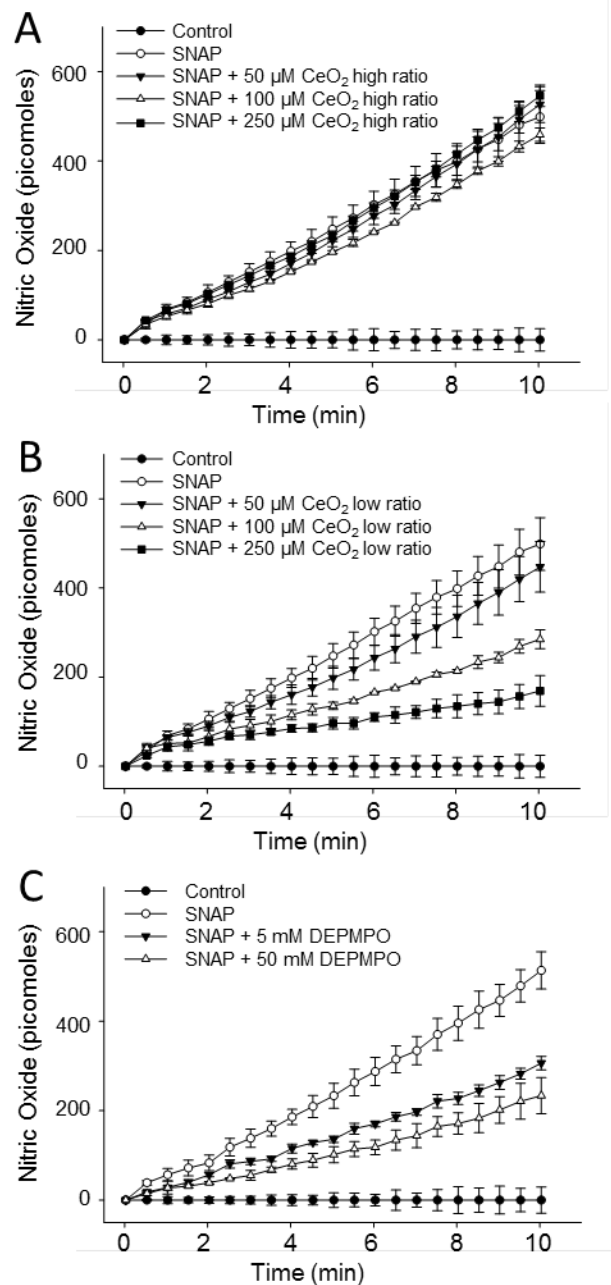 A
Control
SNAP
SNAP + 50 µM CeO₂ high ratio
SNAP + 100 µM CeO₂ high ratio
SNAP + 250 µM CeO₂ high ratio
Nitric Oxide (picomoles)
600
400
200
0
0 2 4 6 8 10
Time (min)
B
Control
SNAP
SNAP + 50 µM CeO₂ low ratio
SNAP + 100 µM CeO₂ low ratio
SNAP + 250 µM CeO₂ low ratio
Nitric Oxide (picomoles)
600
400
200
0
0 2 4 6 8 10
Time (min)
C
Control
SNAP
SNAP + 5 mM DEPMPO
SNAP + 50 mM DEPMPO
Nitric Oxide (picomoles)
600
400
200
0
0 2 4 6 8 10
Time (min)